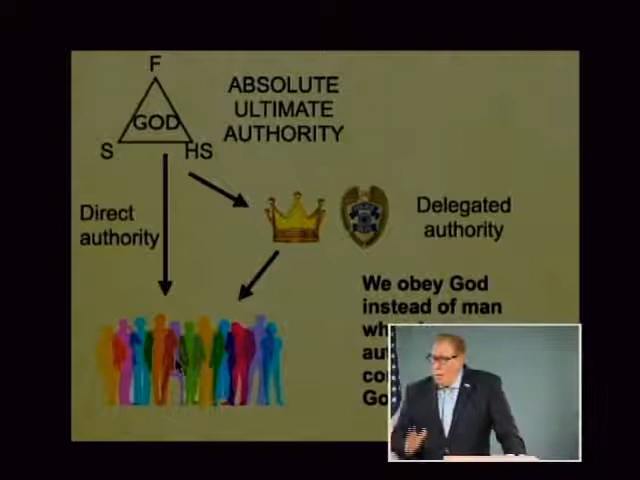 F
GOD
S
HS
ABSOLUTE
ULTIMATE
AUTHORITY
Direct
authority
Delegated
authority
We obey God
instead of man